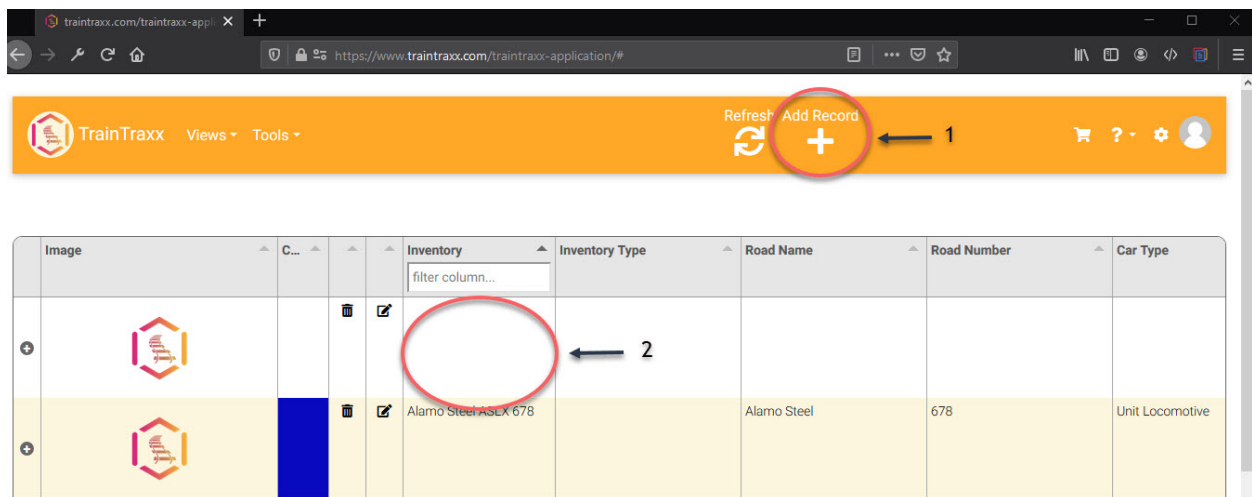 traintraxx.com/traintraxx-appli
https://www.traintraxx.com/traintraxx-application/#
TrainTraxx Views Tools Refresh Add Record 1 ?
Image C... Inventory Inventory Type Road Name Road Number Car Type
filter column...
2
Alamo Steel ASLX 678 Alamo Steel 678 Unit Locomotive